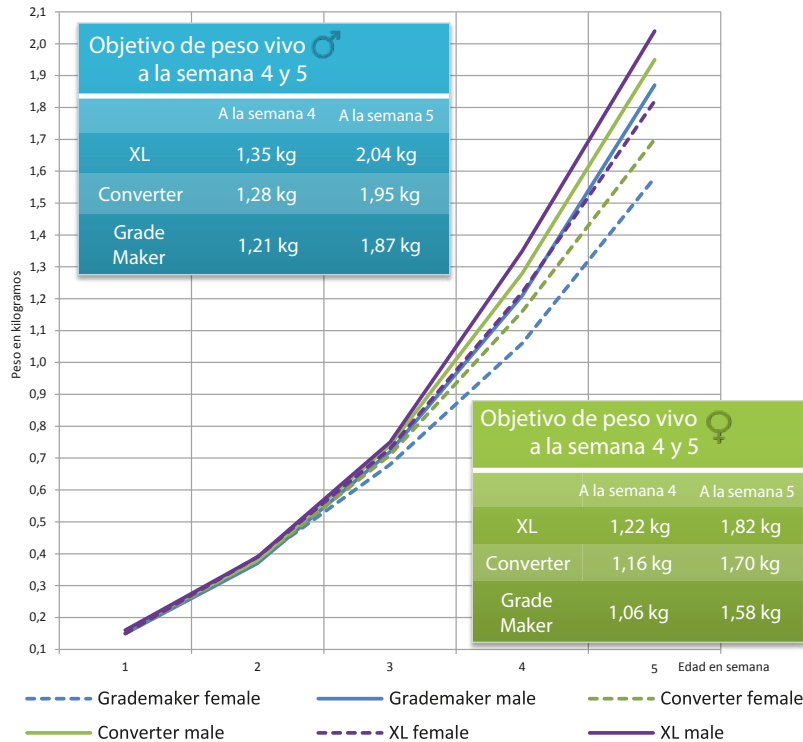 2,1
2,0
1,9
1,8
1,7
1,6
1,5
1,4
1,3
1,2
1,1
1,0
0,9
0,8
0,7
0,6
0,5
0,4
0,3
0,2
0,1
Peso en kilogramos
Objetivo de peso vivo ♂
a la semana 4 y 5
A la semana 4 A la semana 5
XL 1,35 kg 2,04 kg
Converter 1,28 kg 1,95 kg
Grade
Maker 1,21 kg 1,87 kg
Objetivo de peso vivo ♀
a la semana 4 y 5
A la semana 4 A la semana 5
XL 1,22 kg 1,82 kg
Converter 1,16 kg 1,70 kg
Grade
Maker 1,06 kg 1,58 kg
1 2 3 4 5 Edad en semana
Grademaker female Grademaker male Converter female
Converter male XL female XL male